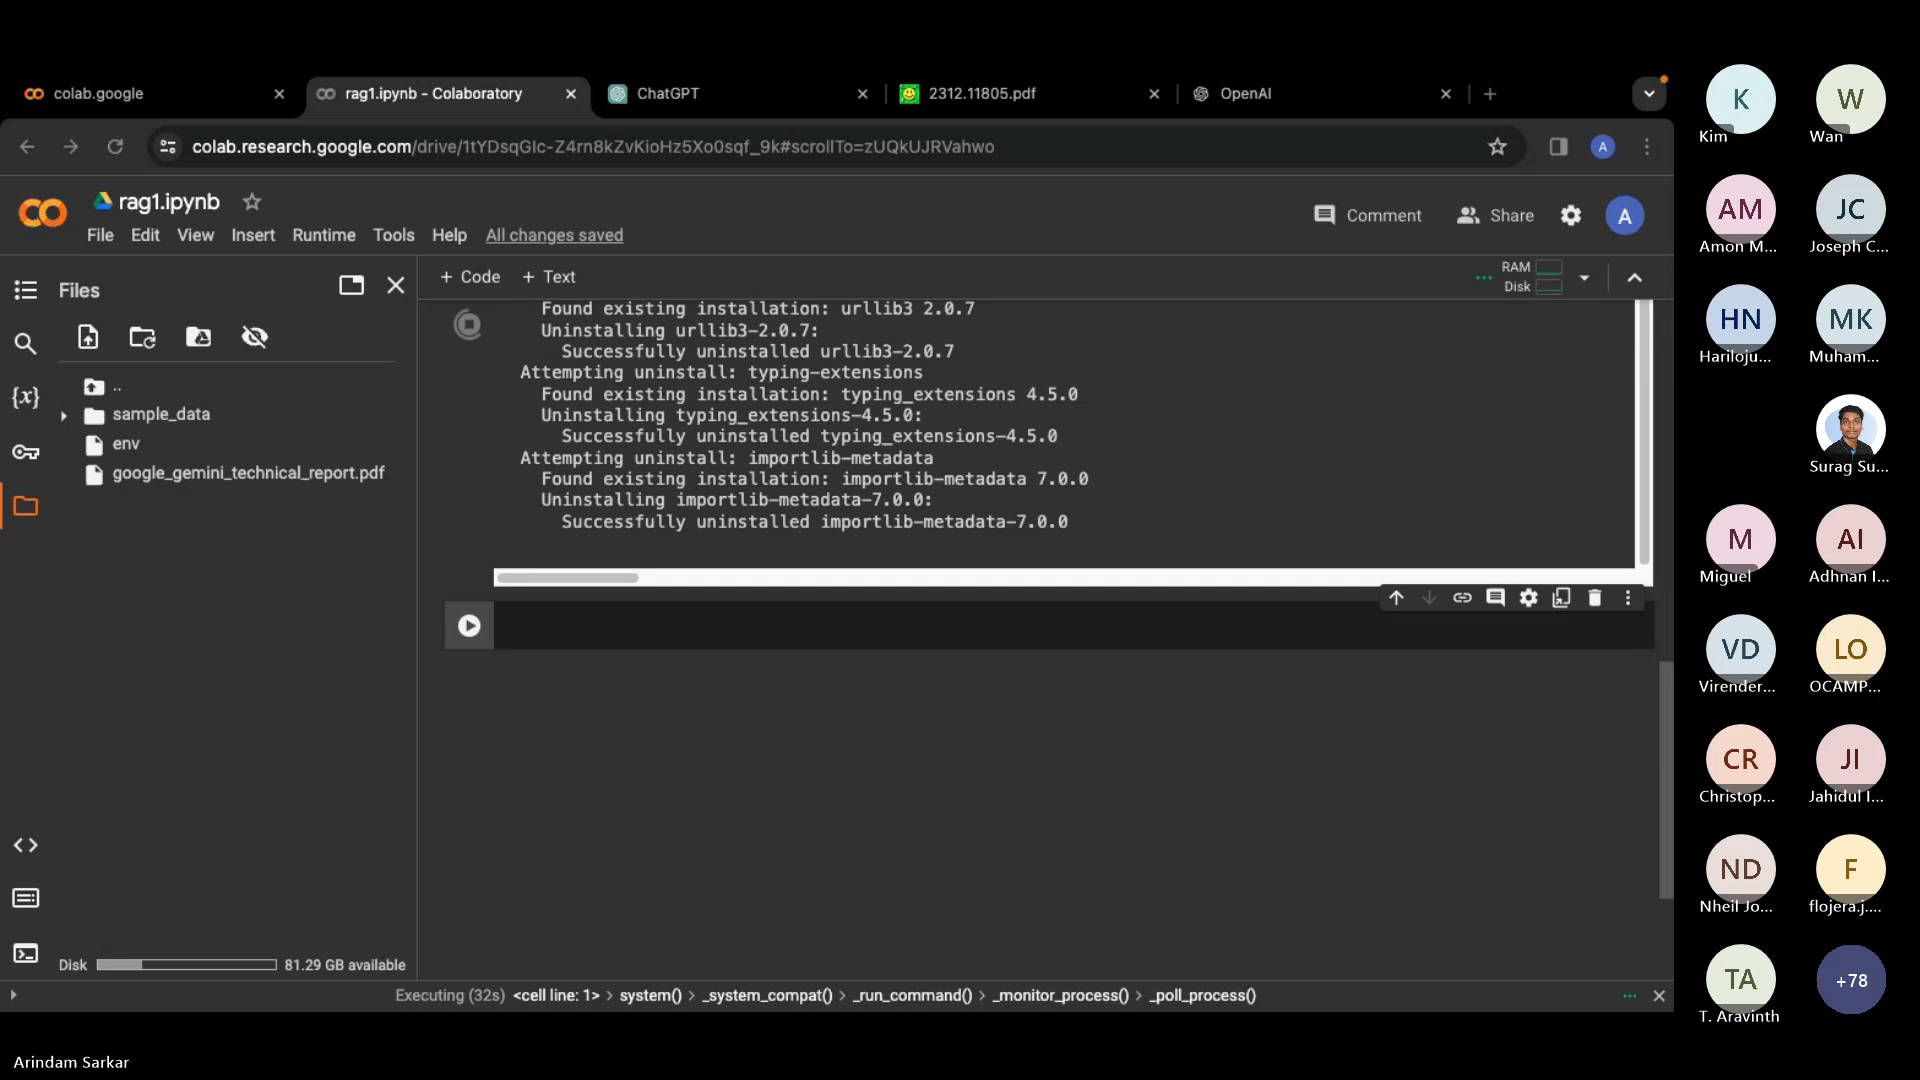 colab.google
rag1.ipynb - Colaboratory
ChatGPT
2312.11805.pdf
OpenAI
colab.research.google.com/drive/1tYDsqGlc-Z4rn8kZvKioHz5Xo0sqf_9k#scrollTo=zUQkUJRVahwo
A
rag1.ipynb
Comment
Share
A
File Edit View Insert Runtime Tools Help All changes saved
Files
+ Code + Text
RAM
Disk
..
sample_data
env
google_gemini_technical_report.pdf
{x}
Found existing installation: urllib3 2.0.7
Uninstalling urllib3-2.0.7:
Successfully uninstalled urllib3-2.0.7
Attempting uninstall: typing-extensions
Found existing installation: typing_extensions 4.5.0
Uninstalling typing_extensions-4.5.0:
Successfully uninstalled typing_extensions-4.5.0
Attempting uninstall: importlib-metadata
Found existing installation: importlib-metadata 7.0.0
Uninstalling importlib-metadata-7.0.0:
Successfully uninstalled importlib-metadata-7.0.0
Disk 81.29 GB available
Executing (32s) <cell line: 1> > system() > _system_compat() > _run_command() > _monitor_process() > _poll_process()
Arindam Sarkar
K
Kim
W
Wan
AM
Amon M...
JC
Joseph C...
HN
Hariloju...
MK
Muham...
Surag Su...
M
Miguel
AI
Adhnan I...
VD
Virender...
LO
OCAMP...
CR
Christop...
JI
Jahidul I...
ND
Nheil Jo...
F
flojera.j....
TA
T. Aravinth
+78